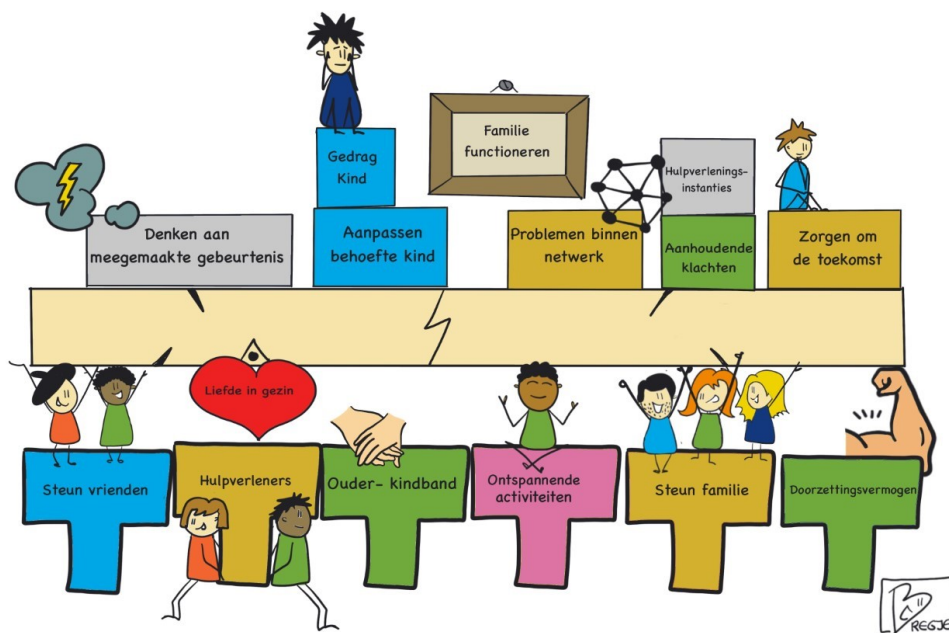 Gedrag
Kind
Familie
functioneren
Hulpverlenings-
instanties
Denken aan
meegemaakte gebeurtenis
Aanpassen
behoefte kind
Problemen binnen
netwerk
Aanhoudende
klachten
Zorgen om
de toekomst
Liefde in gezin
Steun vrienden
Hulpverleners
Ouder- kindband
Ontspannende
activiteiten
Steun familie
Doorzettingsvermogen
BREGJE